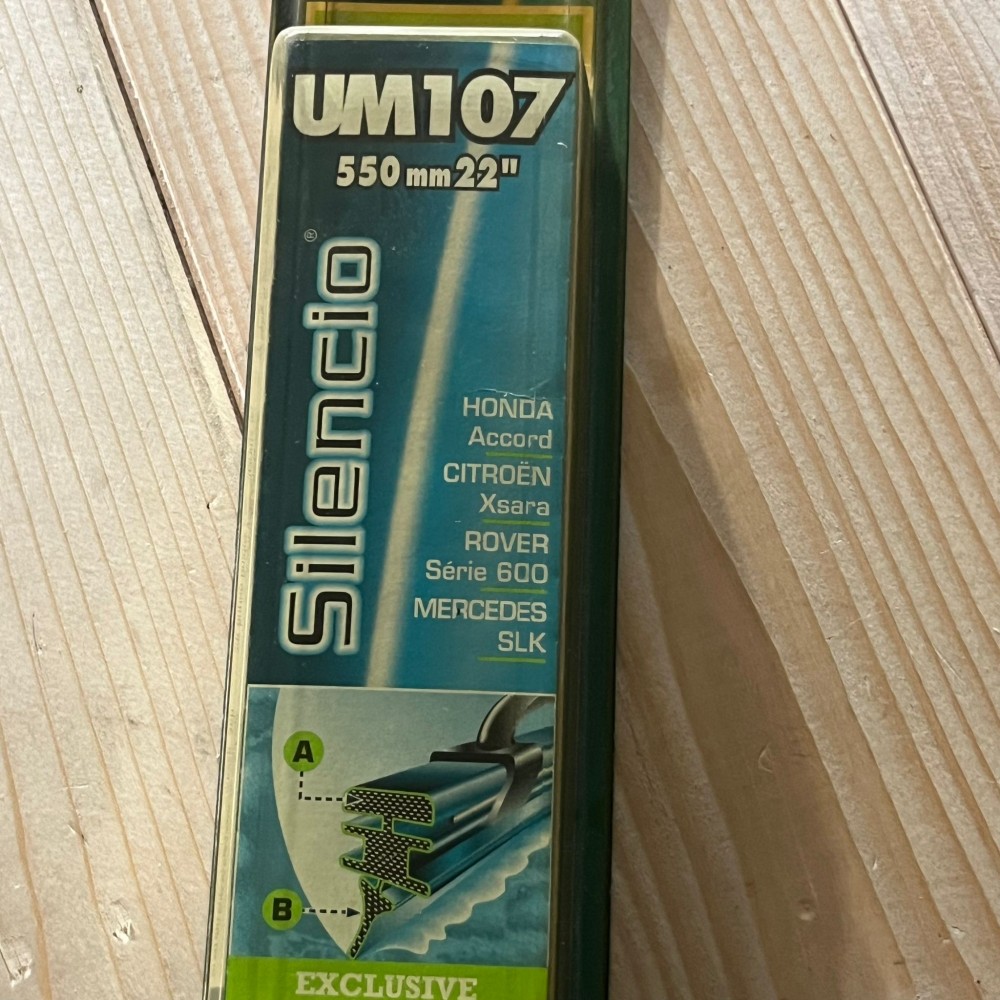 UM107
550 mm 22"
Silencio®
HONDA
Accord
CITROËN
Xsara
ROVER
Série 600
MERCEDES
SLK
A
B
EXCLUSIVE